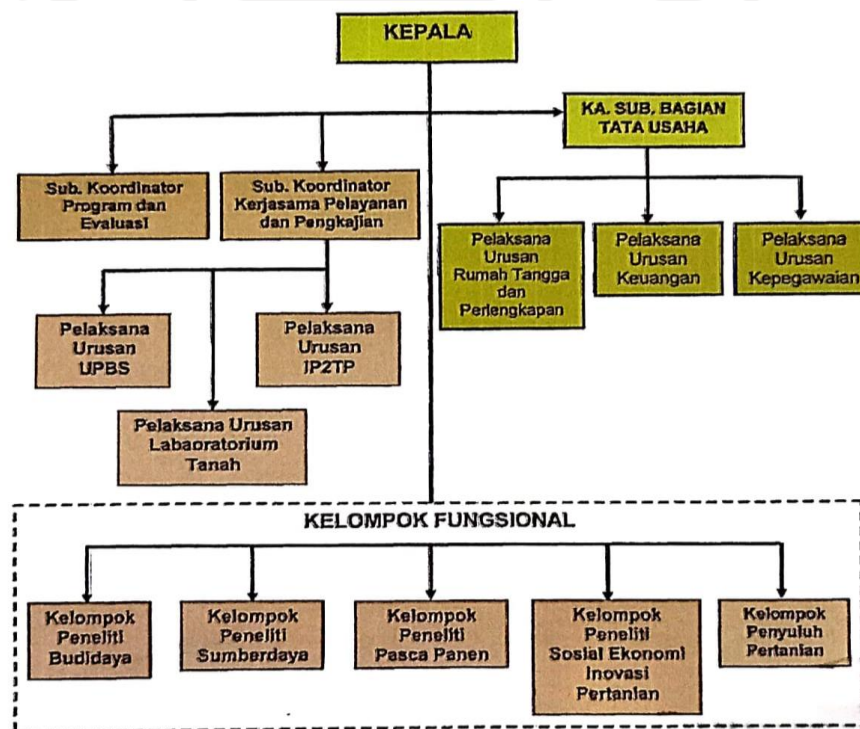 KEPALA
KA. SUB. BAGIAN
TATA USAHA
Sub. Koordinator
Program dan
Evaluasi
Sub. Koordinator
Kerjasama Pelayanan
dan Pengkajian
Pelaksana
Urusan
Rumah Tangga
dan
Perlengkapan
Pelaksana
Urusan
Keuangan
Pelaksana
Urusan
Kepegawaian
Pelaksana
Urusan
UPBS
Pelaksana
Urusan
IP2TP
Pelaksana Urusan
Labaoratorium
Tanah
KELOMPOK FUNGSIONAL
Kelompok
Peneliti
Budidaya
Kelompok
Peneliti
Sumberdaya
Kelompok
Peneliti
Pasca Panen
Kelompok
Peneliti
Sosial Ekonomi
Inovasi
Pertanian
Kelompok
Penyuluh
Pertanian